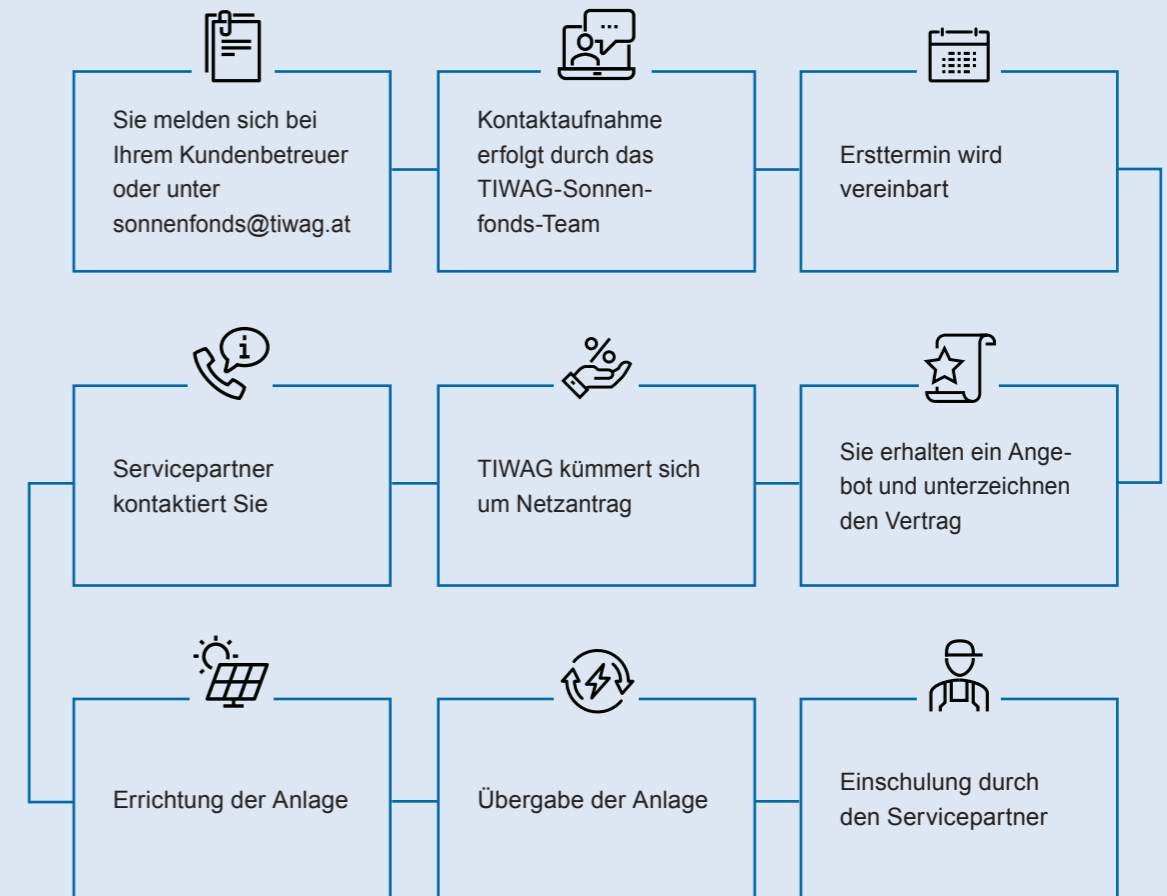 Sie melden sich bei
Ihrem Kundenbetreuer
oder unter
sonnenfonds@tiwag.at
Kontaktaufnahme
erfolgt durch das
TIWAG-Sonnen-
fonds-Team
Ersttermin wird
vereinbart
Sie erhalten ein Ange-
bot und unterzeichnen
den Vertrag
TIWAG kümmert sich
um Netzantrag
Servicepartner
kontaktiert Sie
Errichtung der Anlage
Übergabe der Anlage
Einschulung durch
den Servicepartner